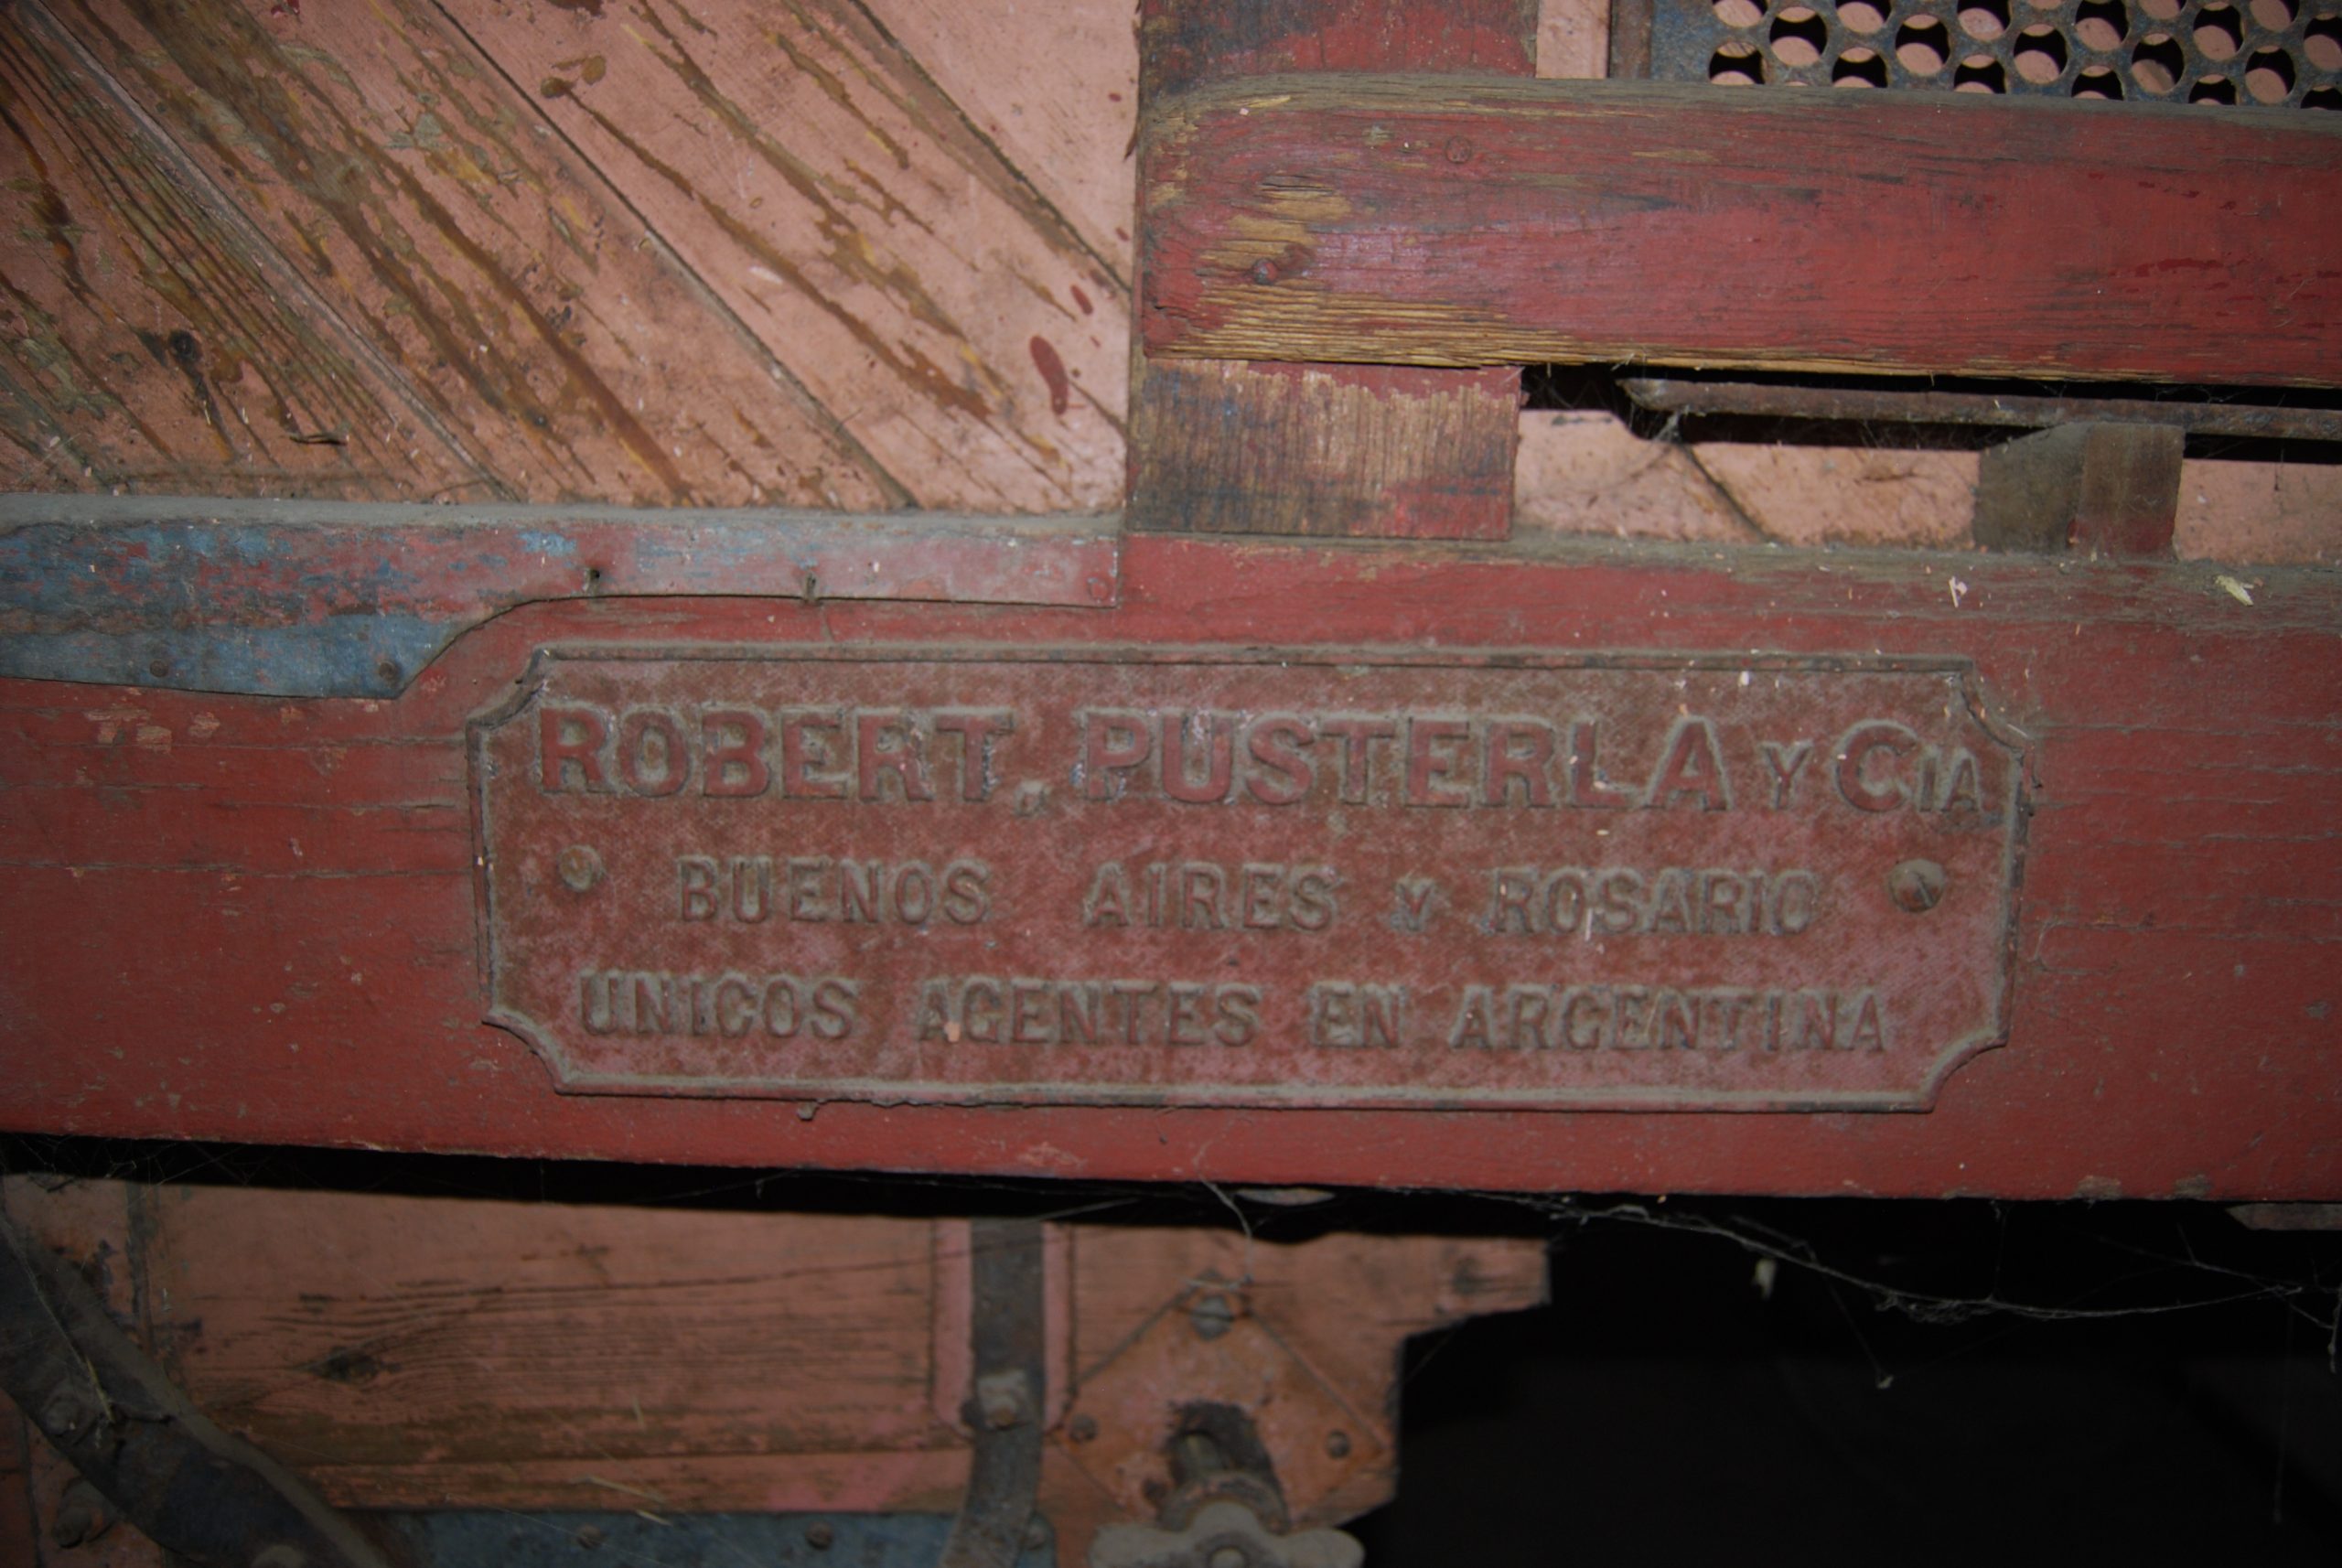 ROBERT, PUSTERLA Y CIA.
BUENOS AIRES Y ROSARIO
UNICOS AGENTES EN ARGENTINA